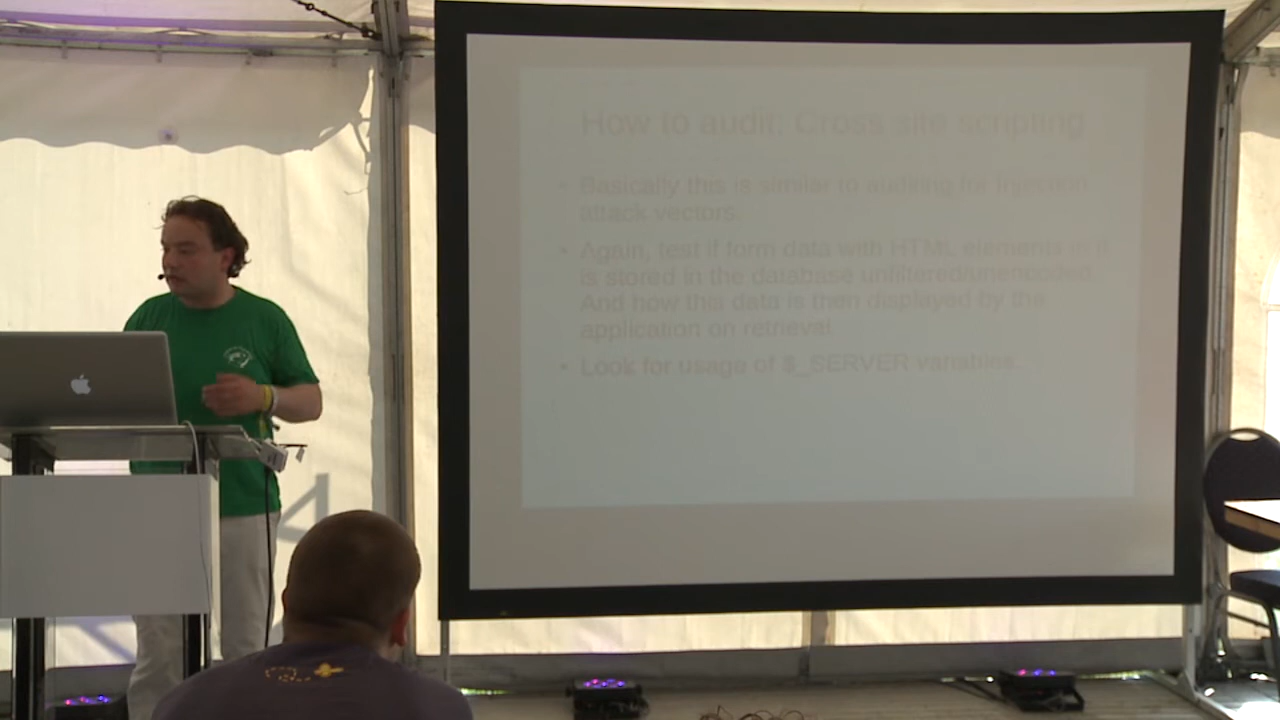 How to audit: Cross site scripting
• Basically this is similar to auditing for injection
attack vectors.
• Again, test if form data with HTML elements in it
is stored in the database unfiltered/unencoded.
And how this data is then displayed by the
application on retrieval.
• Look for usage of $_SERVER variables.